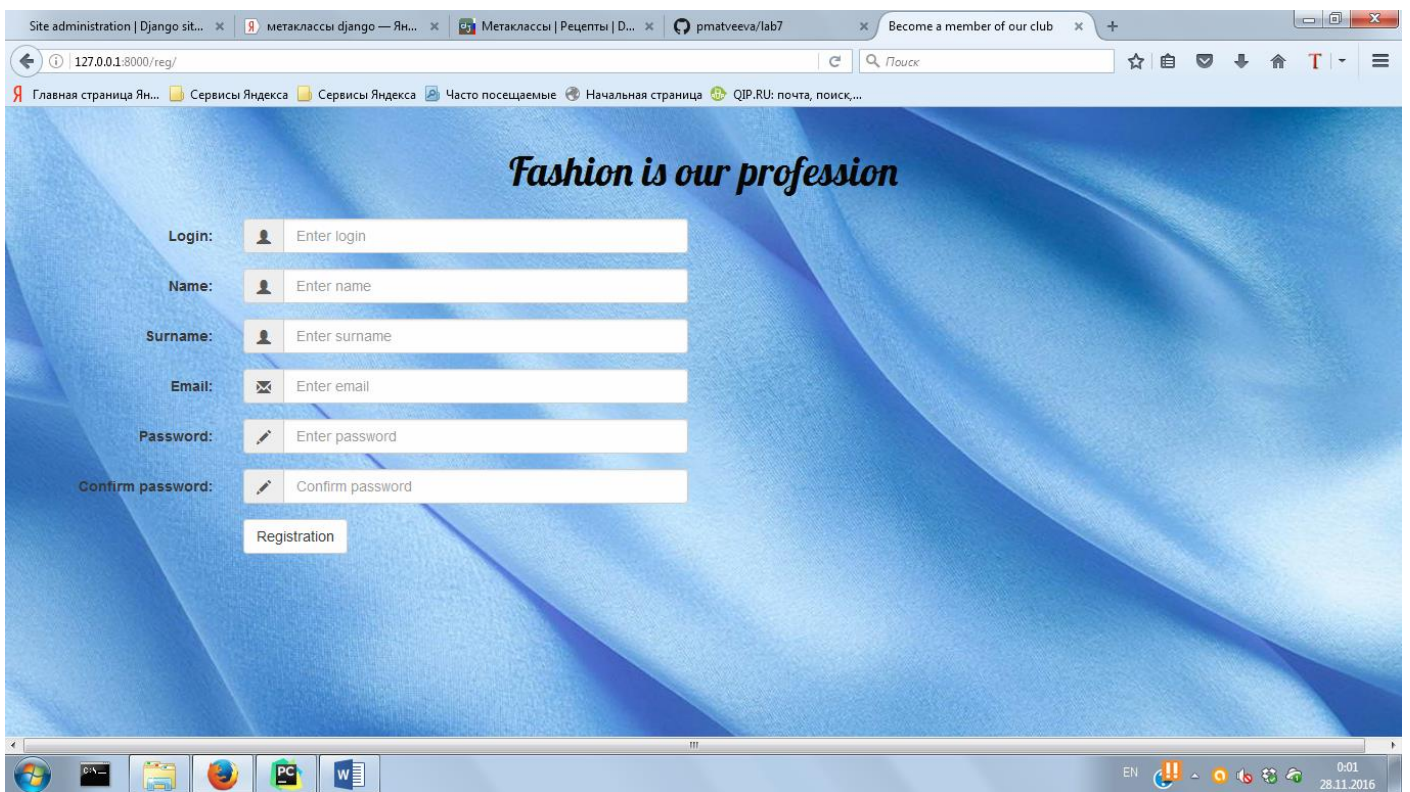 Site administration | Django sit...
метаклассы django — Ян...
Метаклассы | Рецепты | D...
pmatveeva/lab7
Become a member of our club
127.0.0.1:8000/reg/
Поиск
Главная страница Ян...
Сервисы Яндекса
Сервисы Яндекса
Часто посещаемые
Начальная страница
QIP.RU: почта, поиск,...
Fashion is our profession
Login:
Enter login
Name:
Enter name
Surname:
Enter surname
Email:
Enter email
Password:
Enter password
Confirm password:
Confirm password
Registration
EN
0:01
28.11.2016